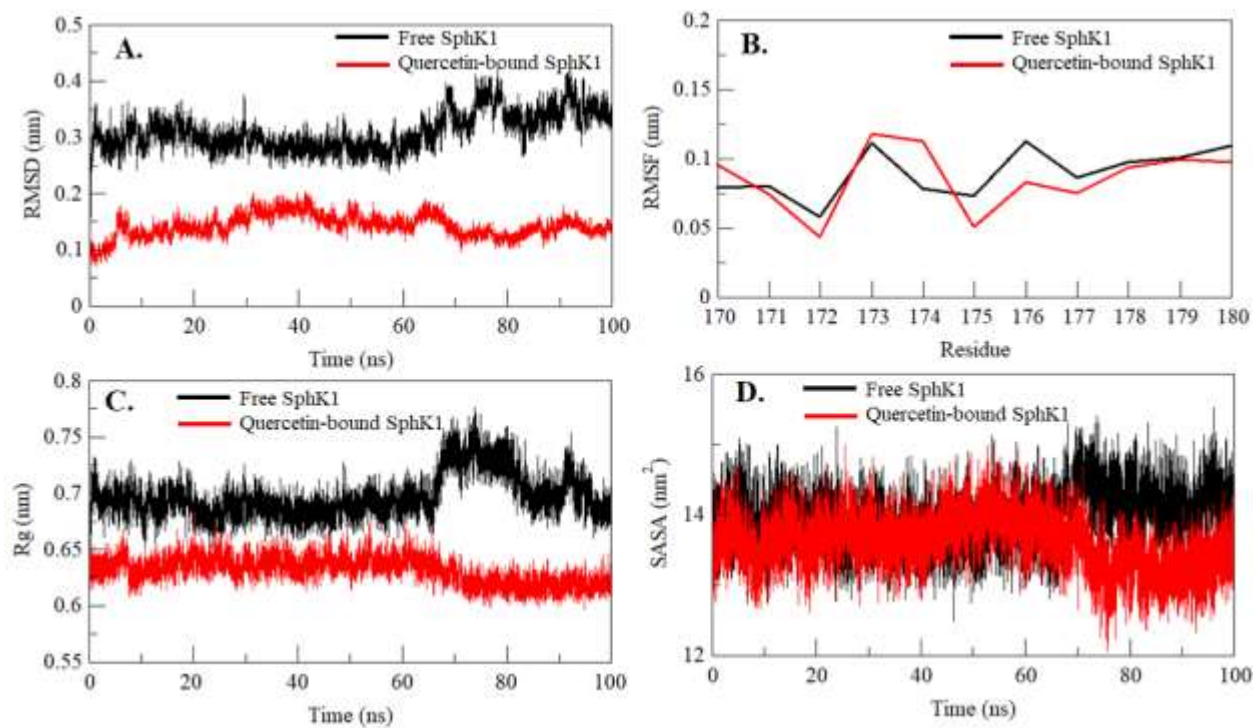 A.
Free SphK1
Quercetin-bound SphK1
RMSD (nm)
0.5
0.4
0.3
0.2
0.1
0
0 20 40 60 80 100
Time (ns)
B.
Free SphK1
Quercetin-bound SphK1
RMSF (nm)
0.2
0.15
0.1
0.05
0
170 171 172 173 174 175 176 177 178 179 180
Residue
C.
Free SphK1
Quercetin-bound SphK1
Rg (nm)
0.8
0.75
0.7
0.65
0.6
0.55
0 20 40 60 80 100
Time (ns)
D.
Free SphK1
Quercetin-bound SphK1
SASA (nm²)
16
14
12
0 20 40 60 80 100
Time (ns)